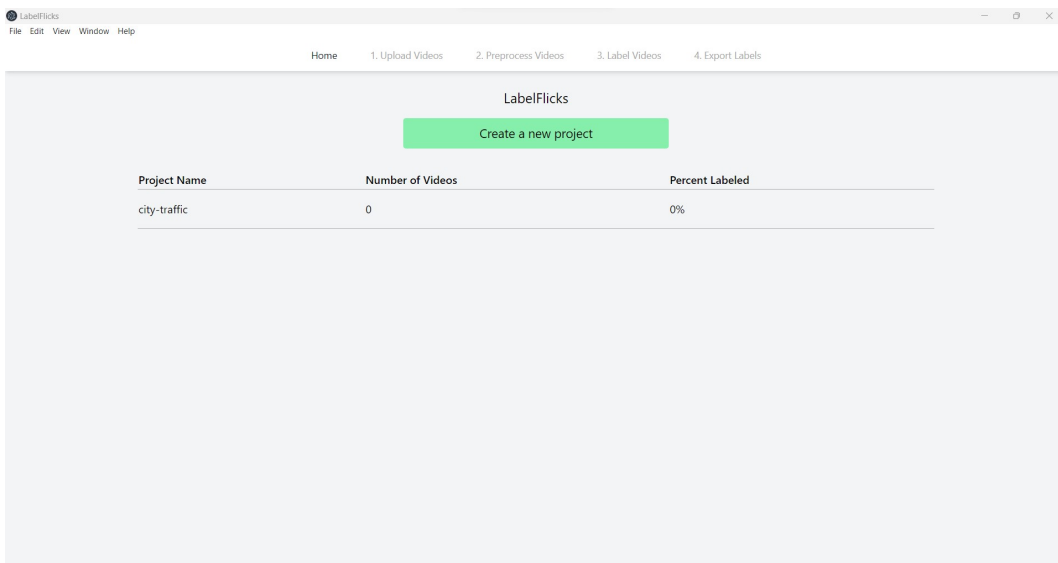 LabelFlicks
File Edit View Window Help
Home 1. Upload Videos 2. Preprocess Videos 3. Label Videos 4. Export Labels
LabelFlicks
Create a new project
Project Name Number of Videos Percent Labeled
city-traffic 0 0%